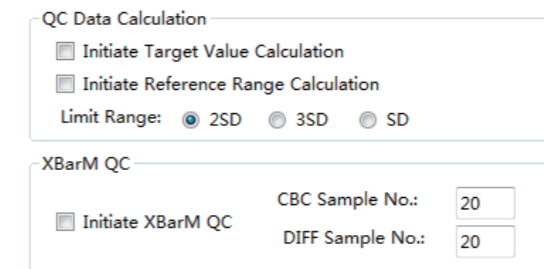 QC Data Calculation
Initiate Target Value Calculation
Initiate Reference Range Calculation
Limit Range: 2SD 3SD SD
XBarM QC
CBC Sample No.: 20
Initiate XBarM QC
DIFF Sample No.: 20